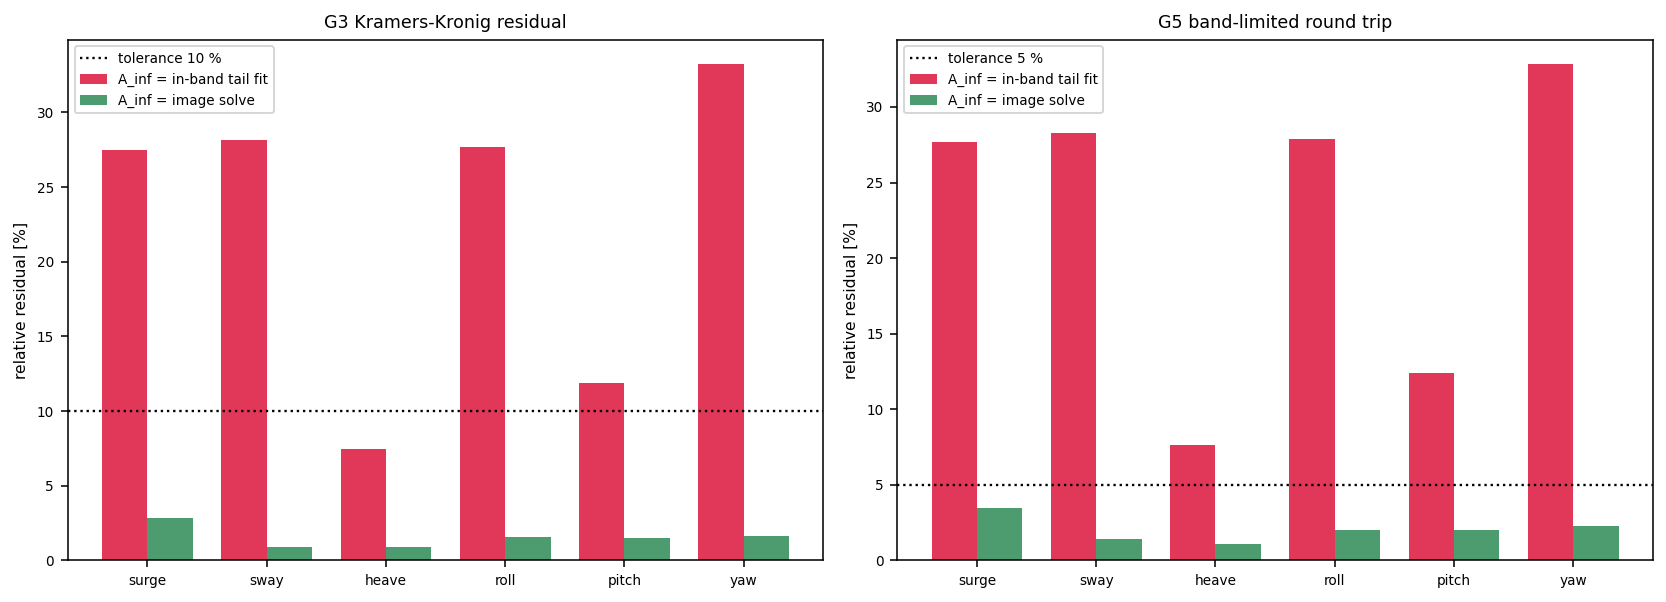 G3 Kramers-Kronig residual
tolerance 10 %
A_inf = in-band tail fit
A_inf = image solve
relative residual [%]
30
25
20
15
10
5
0
surge sway heave roll pitch yaw
G5 band-limited round trip
tolerance 5 %
A_inf = in-band tail fit
A_inf = image solve
relative residual [%]
30
25
20
15
10
5
0
surge sway heave roll pitch yaw